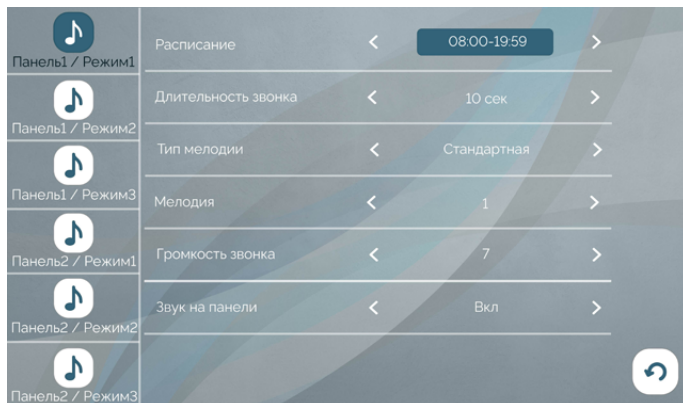 Панель1 / Режим1
Панель1 / Режим2
Панель1 / Режим3
Панель2 / Режим1
Панель2 / Режим2
Панель2 / Режим3
Расписание 08:00-19:59
Длительность звонка 10 сек
Тип мелодии Стандартная
Мелодия 1
Громкость звонка 7
Звук на панели Вкл